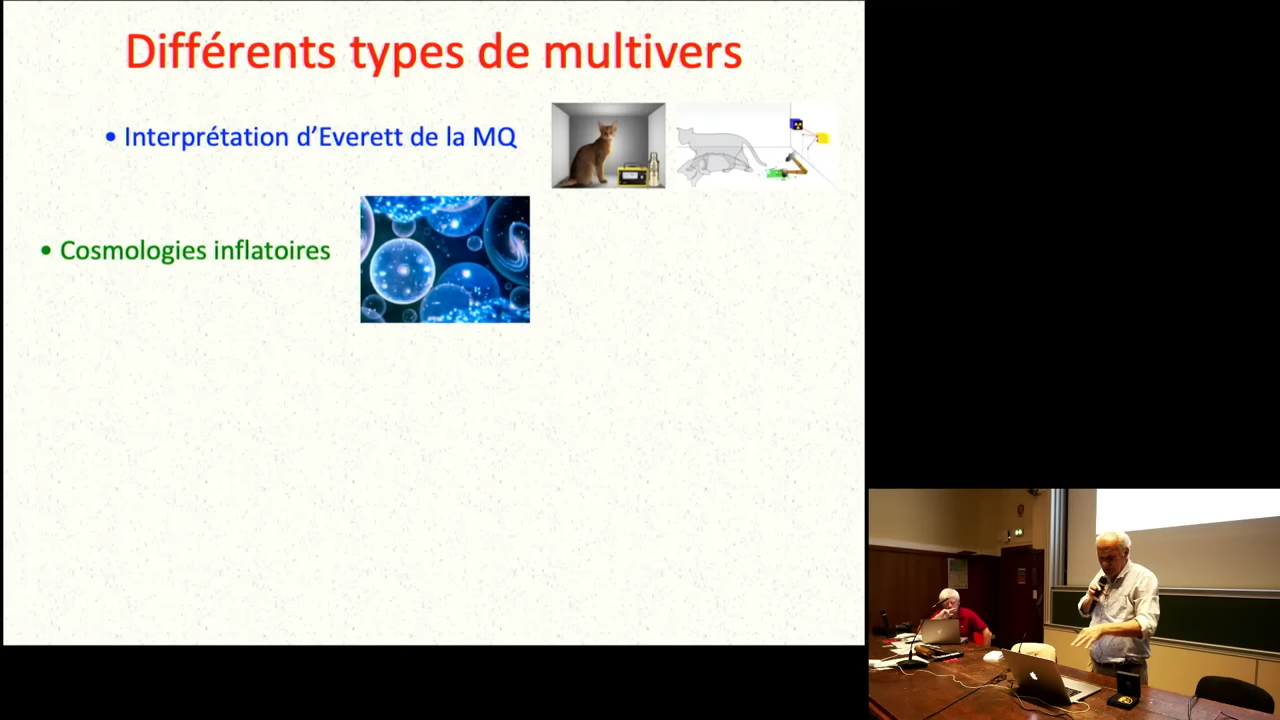 Différents types de multivers
• Interprétation d'Everett de la MQ
• Cosmologies inflatoires